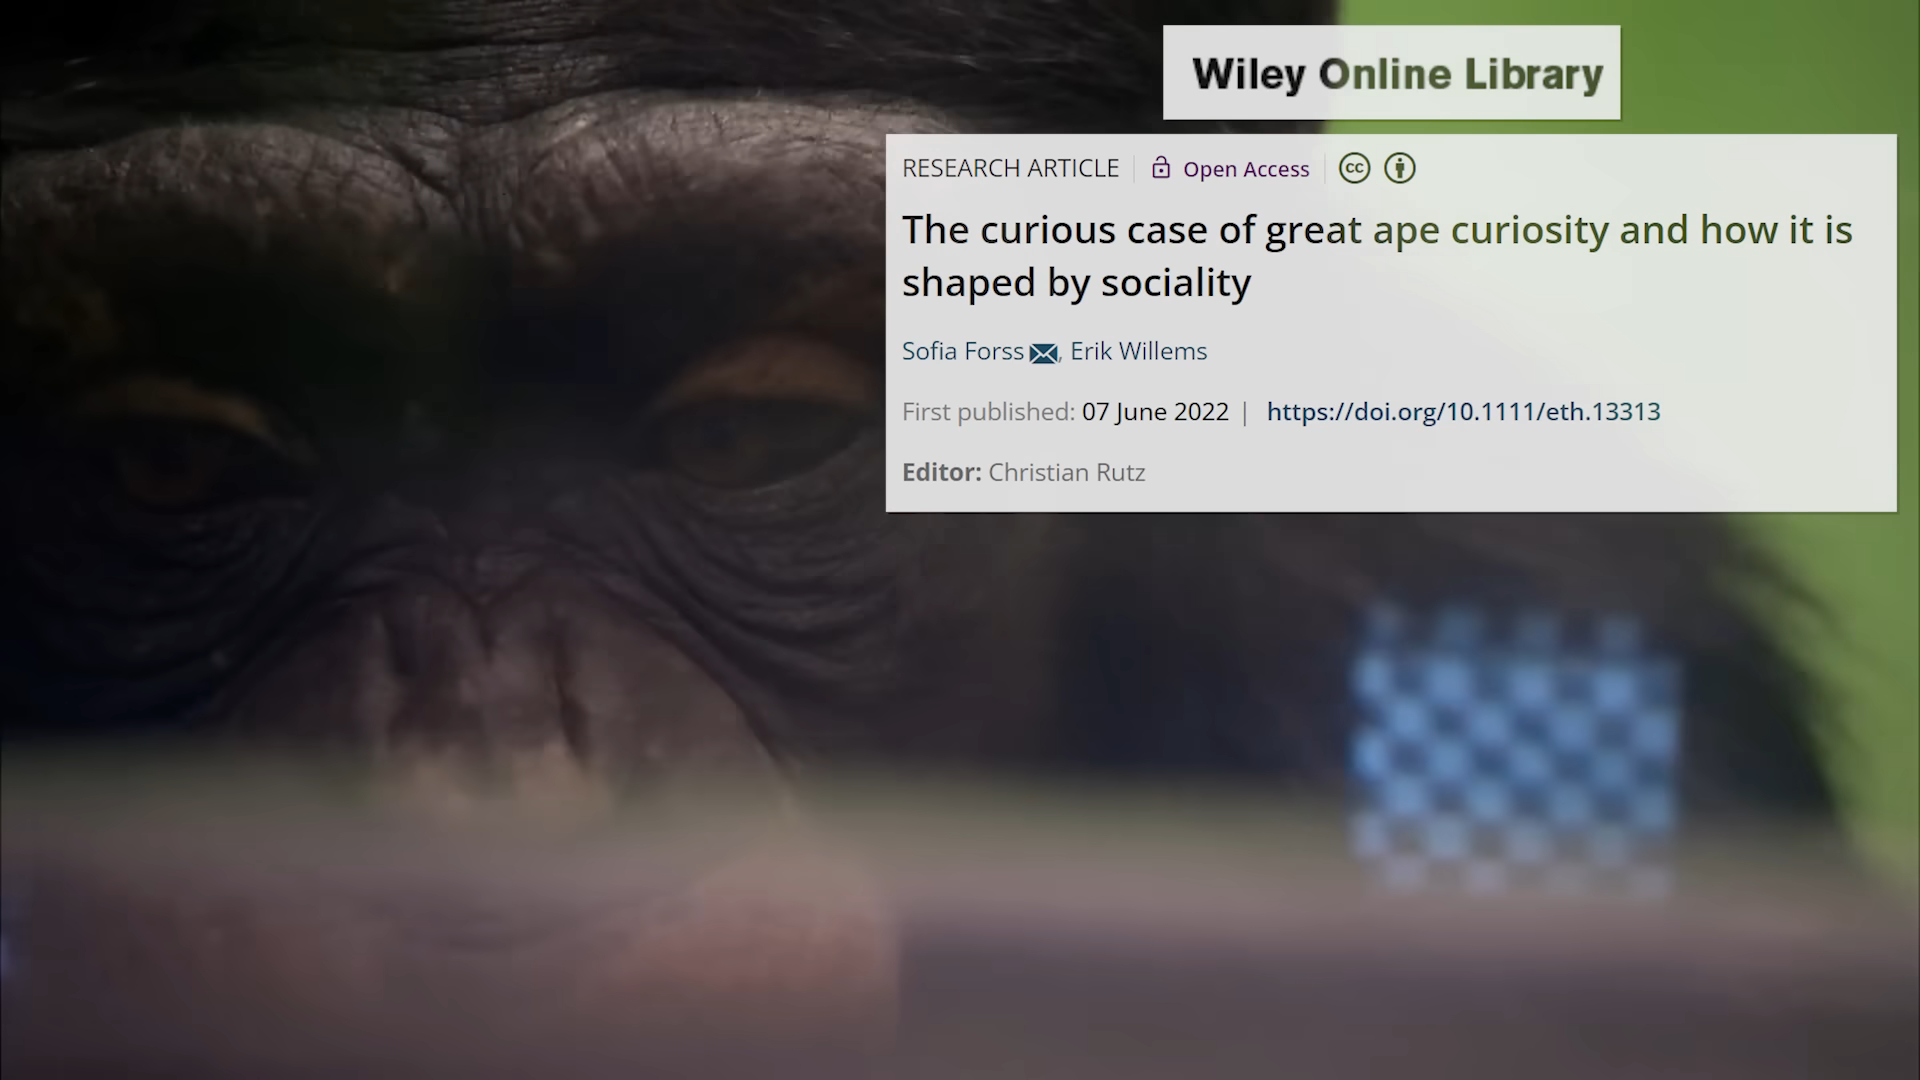 Wiley Online Library
RESEARCH ARTICLE Open Access
The curious case of great ape curiosity and how it is
shaped by sociality
Sofia Forss, Erik Willems
First published: 07 June 2022 | https://doi.org/10.1111/eth.13313
Editor: Christian Rutz